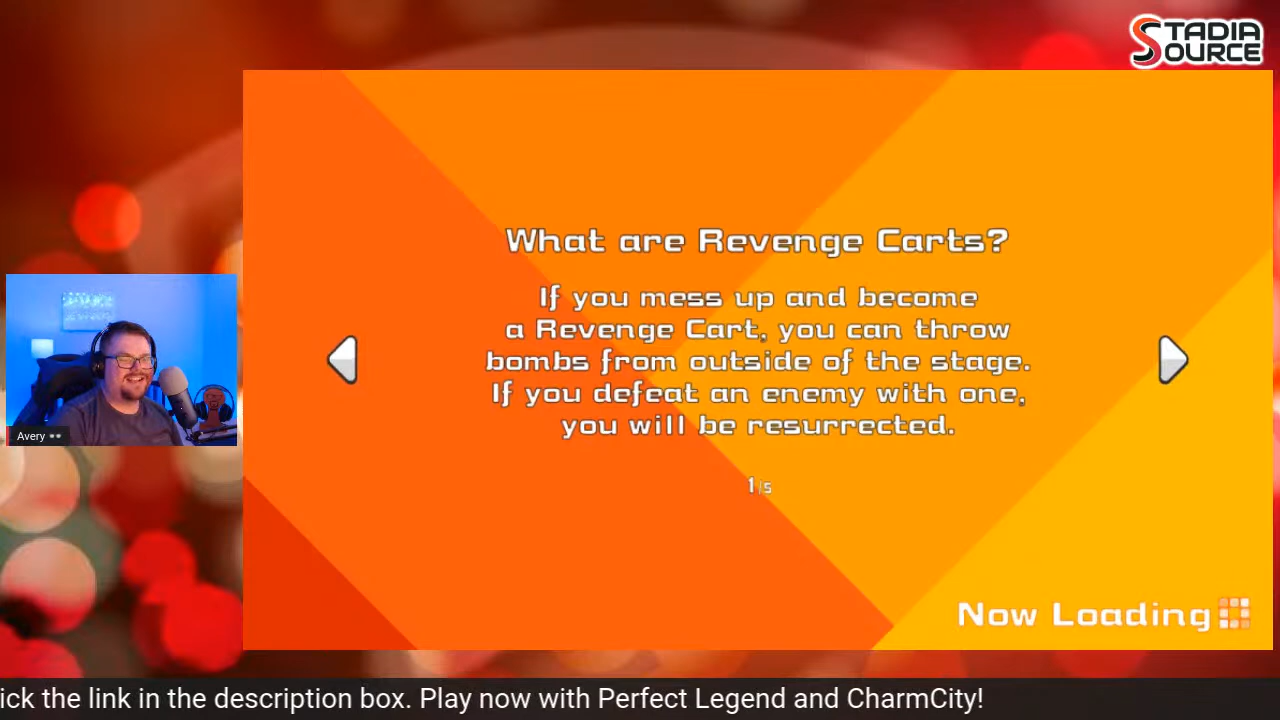 STADIA
SOURCE
What are Revenge Carts?
If you mess up and become
a Revenge Cart, you can throw
bombs from outside of the stage.
If you defeat an enemy with one,
you will be resurrected.
1/5
Avery
Now Loading
ick the link in the description box. Play now with Perfect Legend and CharmCity!